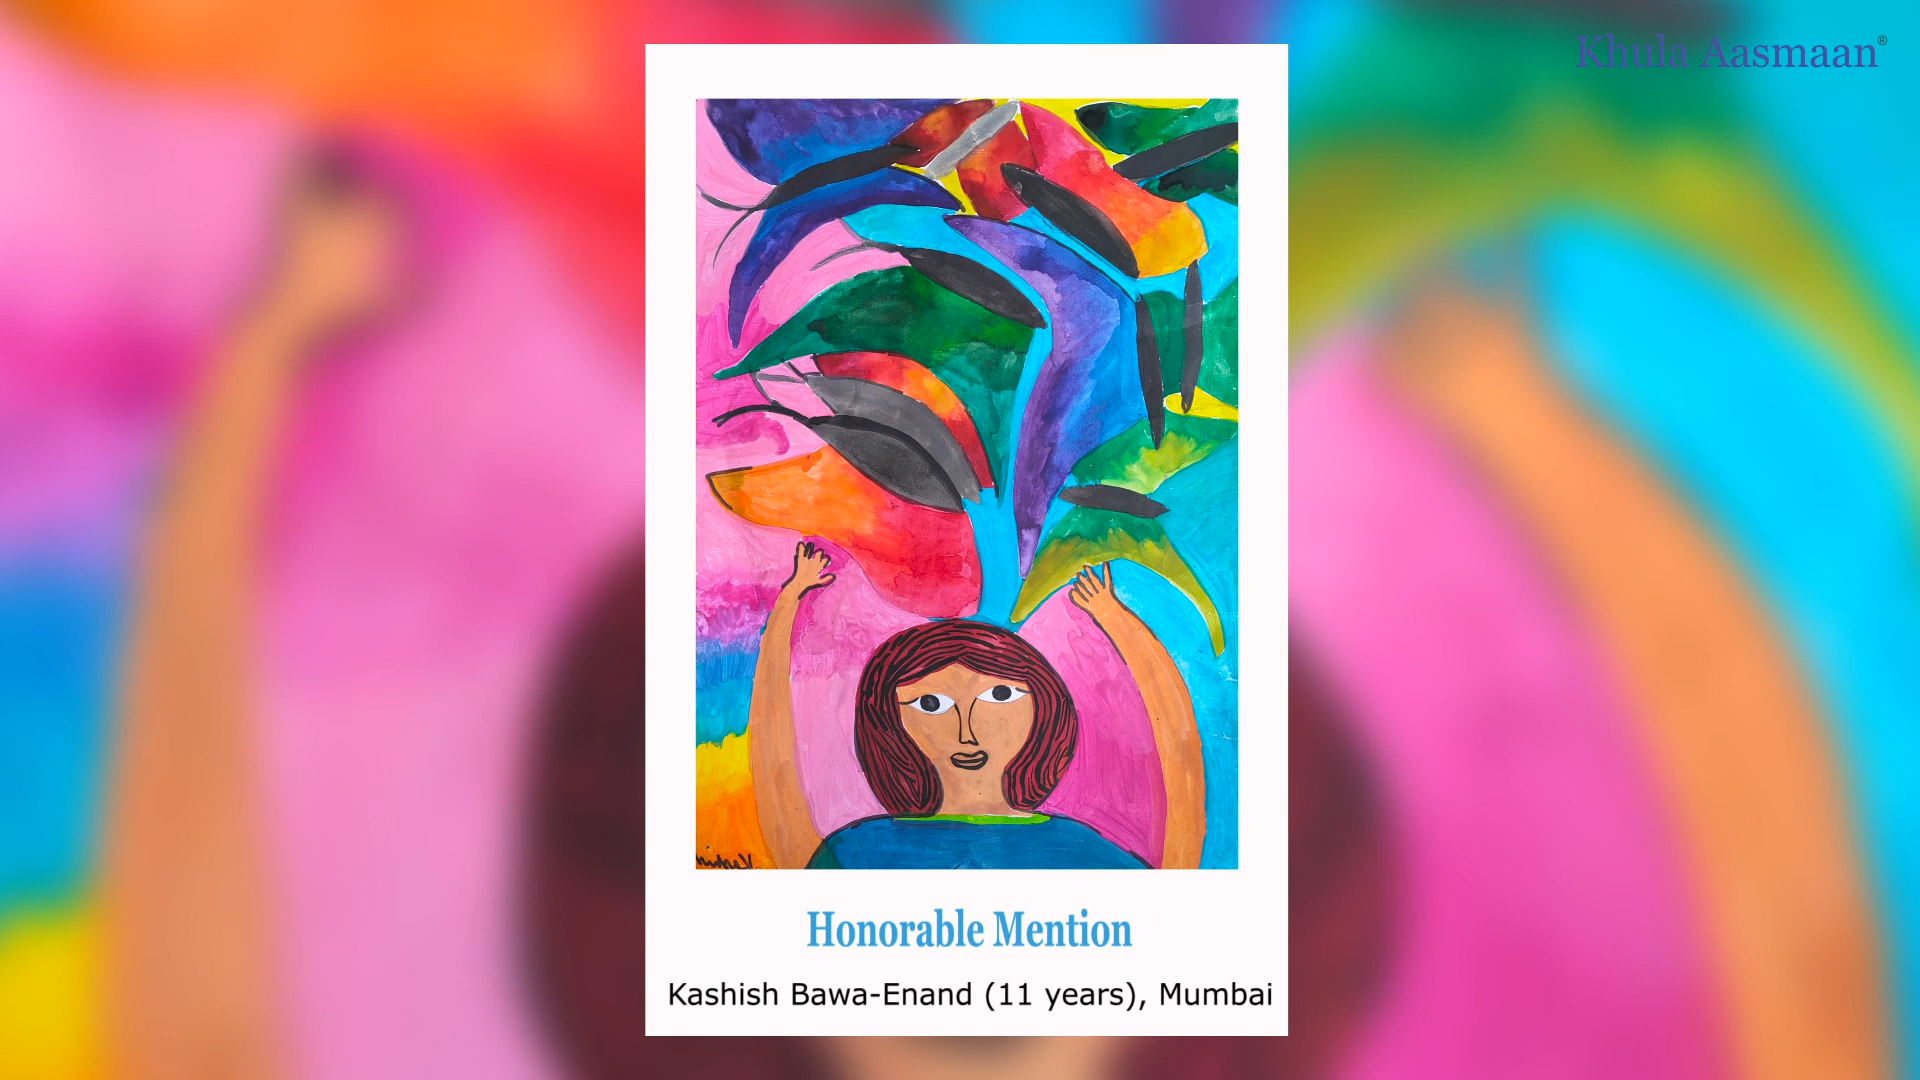 Khula Aasmaan®
Honorable Mention
Kashish Bawa-Enand (11 years), Mumbai